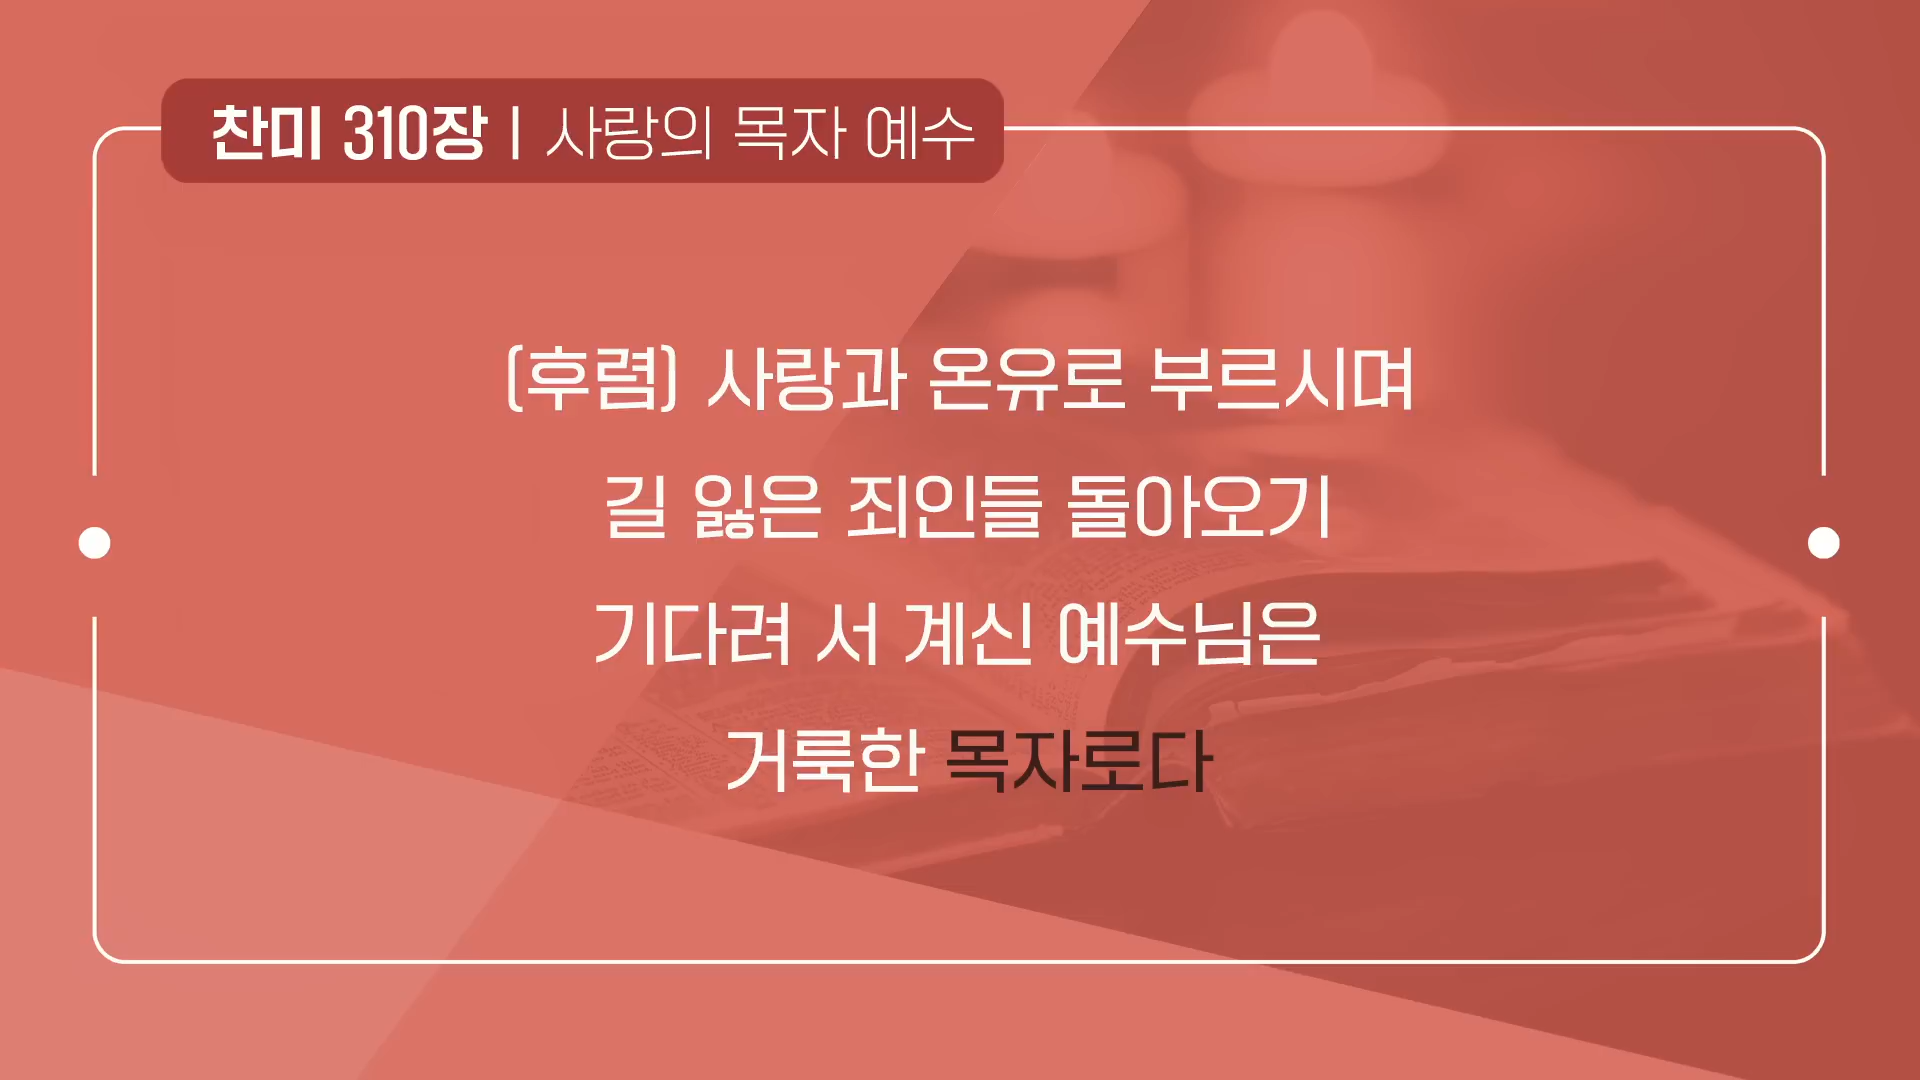 찬미 310장 | 사랑의 목자 예수
(후렴) 사랑과 온유로 부르시며
길 잃은 죄인들 돌아오기
기다려 서 계신 예수님은
거룩한 목자로다